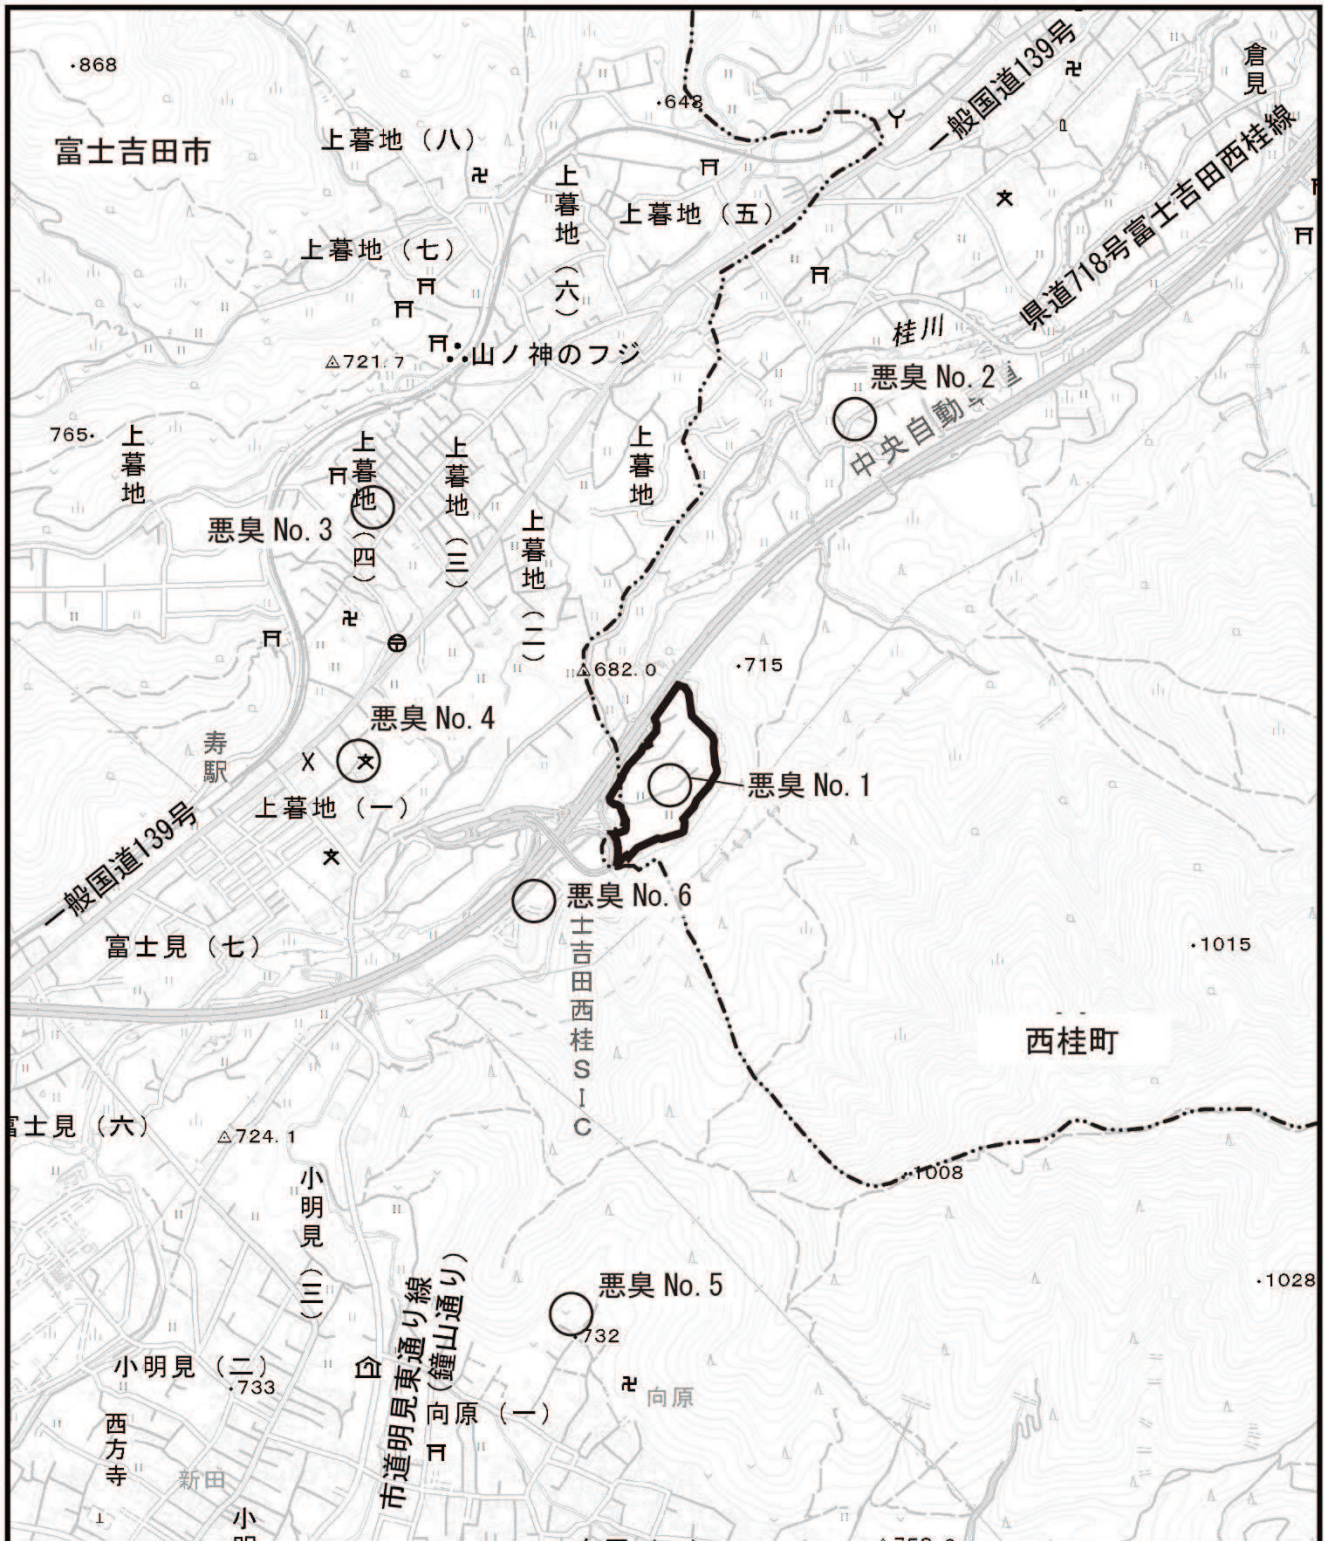 ・868
富士吉田市
上暮地（八）
・648
一般国道139号
倉見
県道718号富士吉田西桂線
上暮地（六）
上暮地（五）
上暮地（七）
桂川
山ノ神のフジ
721.7
悪臭 No.2
中央自動車道
765・
上暮地
上暮地（四）
上暮地（三）
上暮地
悪臭 No.3
上暮地（二）
682.0
・715
悪臭 No.4
寿駅
悪臭 No.1
上暮地（一）
一般国道139号
悪臭 No.6
富士見（七）
士吉田西桂SIC
・1015
西桂町
富士見（六）
724.1
・1008
小明見（三）
悪臭 No.5
・1028
・732
市道明見東通り線
（鐘山通り）
小明見（二）
・733
向原
向原（一）
西方寺
新田
小